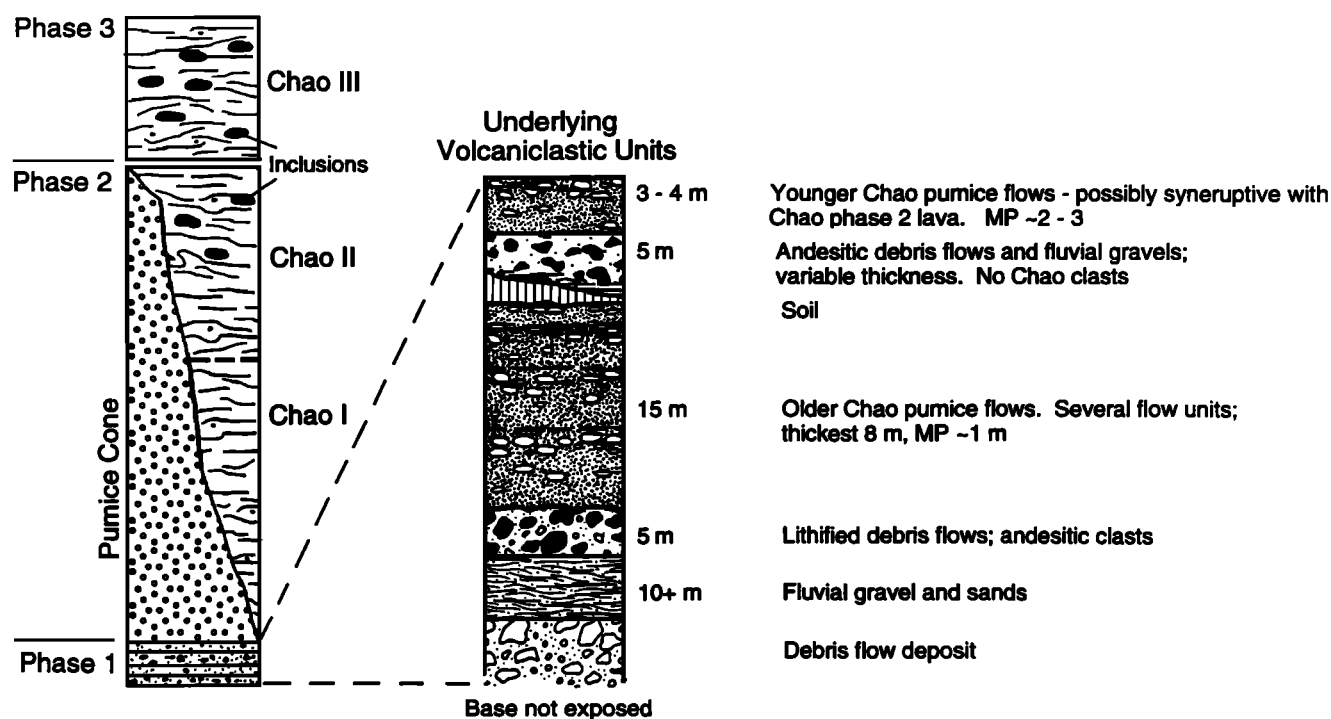 Phase 3
Chao III
Inclusions
Phase 2
Chao II
Chao I
Pumice Cone
Phase 1
Underlying
Volcaniclastic Units
3 - 4 m
Younger Chao pumice flows - possibly syneruptive with
Chao phase 2 lava. MP ~2 - 3
5 m
Andesitic debris flows and fluvial gravels;
variable thickness. No Chao clasts
Soil
15 m
Older Chao pumice flows. Several flow units;
thickest 8 m, MP ~1 m
5 m
Lithified debris flows; andesitic clasts
10+ m
Fluvial gravel and sands
Debris flow deposit
Base not exposed